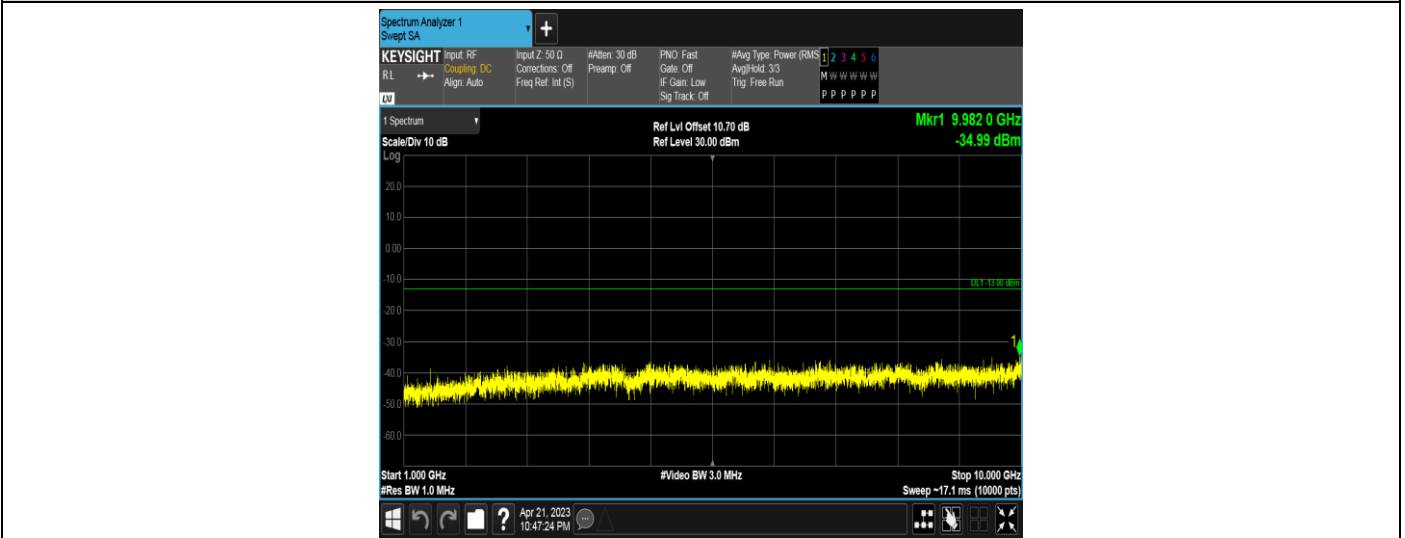 Spectrum Analyzer 1
Swept SA
+
KEYSIGHT
RL
LXI
Input: RF
Coupling: DC
Align: Auto
Input Z: 50 Ω
Corrections: Off
Freq Ref: Int (S)
#Atten: 30 dB
Preamp: Off
PNO: Fast
Gate: Off
IF Gain: Low
Sig Track: Off
#Avg Type: Power (RMS
Avg|Hold: 3/3
Trig: Free Run
1 2 3 4 5 6
M W W W W W
P P P P P P
1 Spectrum
Scale/Div 10 dB
Ref Lvl Offset 10.70 dB
Ref Level 30.00 dBm
Mkr1 9.982 0 GHz
-34.99 dBm
Log
20.0
10.0
0.00
-10.0
DL1 -13.00 dBm
-20.0
-30.0
1
-40.0
-50.0
-60.0
Start 1.000 GHz
#Video BW 3.0 MHz
Stop 10.000 GHz
#Res BW 1.0 MHz
Sweep ~17.1 ms (10000 pts)
?
Apr 21, 2023
10:47:24 PM